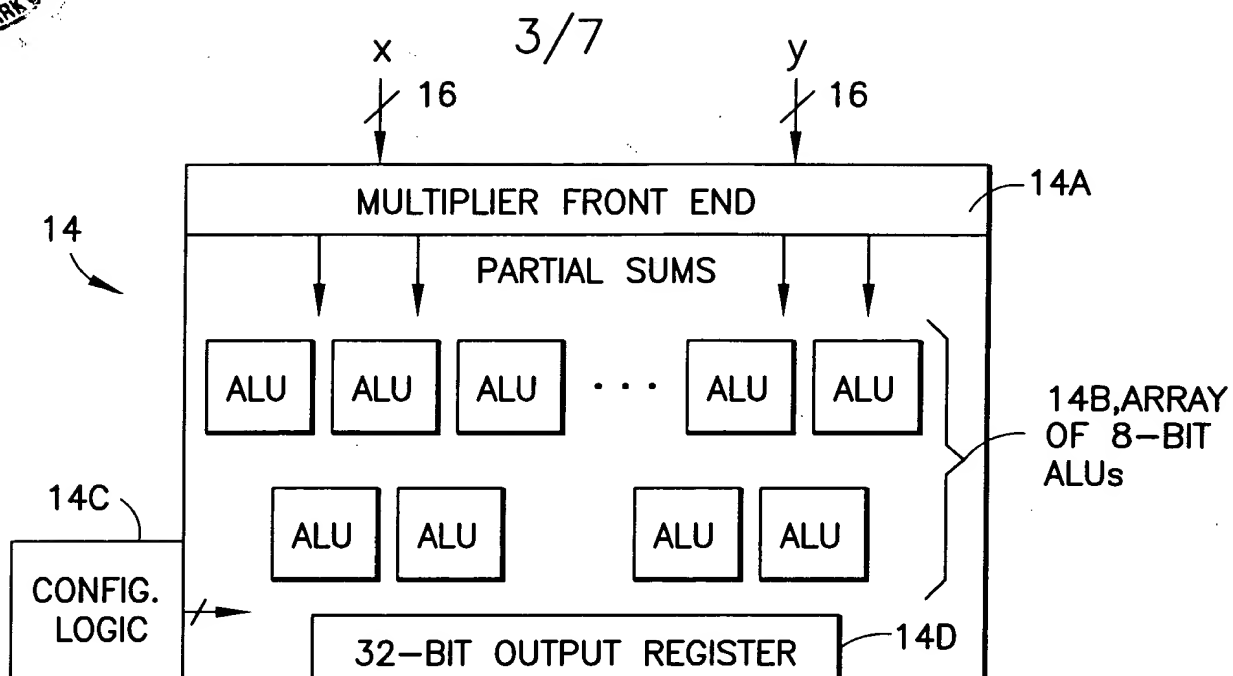 3/7
x y
16 16
MULTIPLIER FRONT END
14A
14
PARTIAL SUMS
ALU ALU ALU . . . ALU ALU
14B,ARRAY
OF 8-BIT
ALUs
14C
ALU ALU ALU ALU
CONFIG.
LOGIC
32-BIT OUTPUT REGISTER
14D